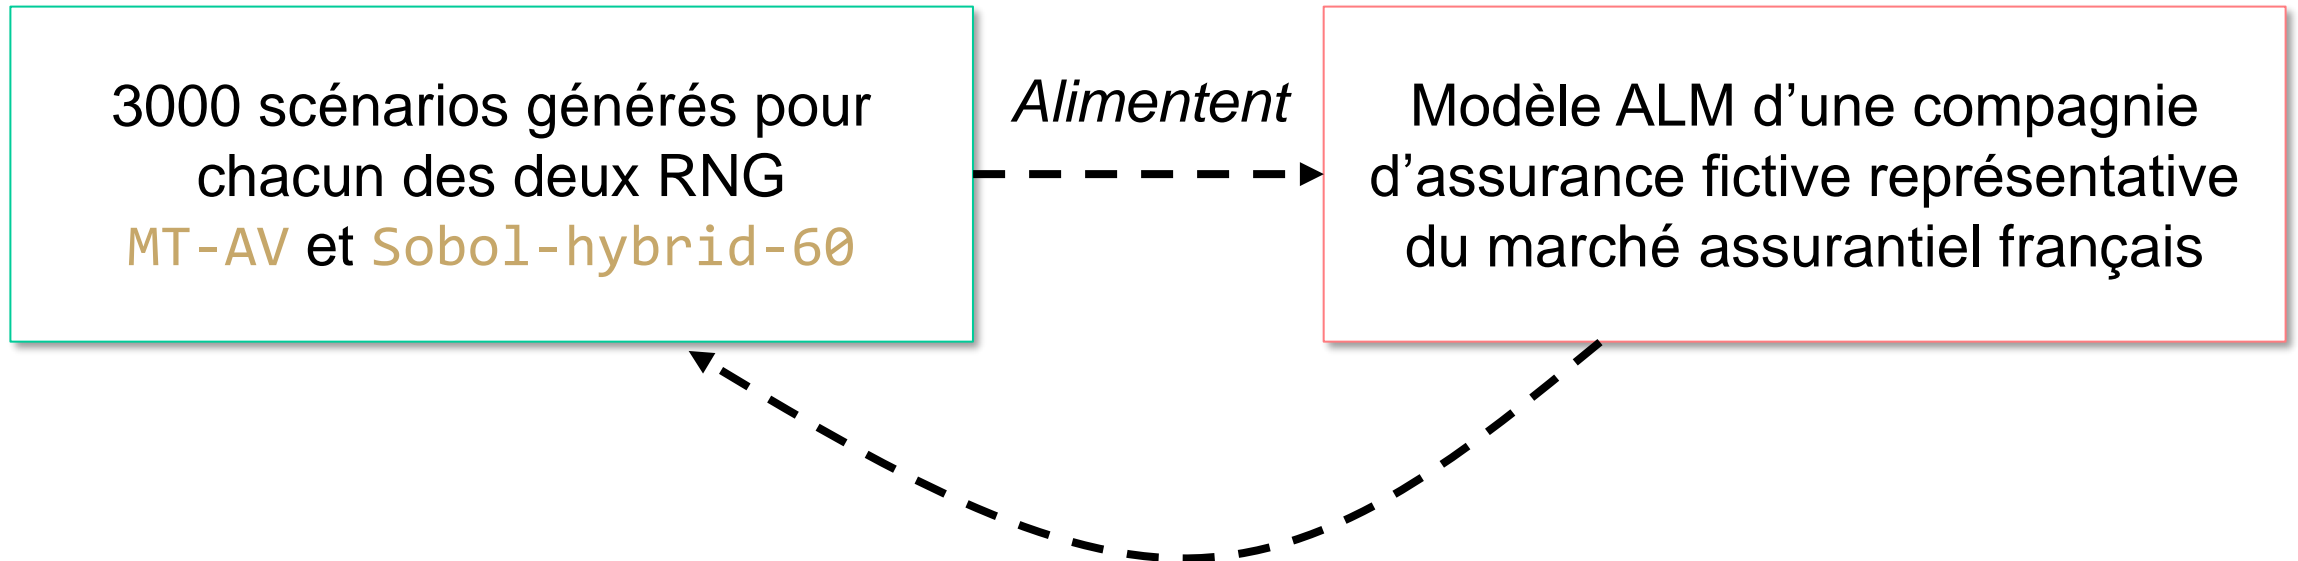 3000 scénarios générés pour
chacun des deux RNG
MT-AV et Sobol-hybrid-60
Alimentent
Modèle ALM d’une compagnie
d’assurance fictive représentative
du marché assurantiel français